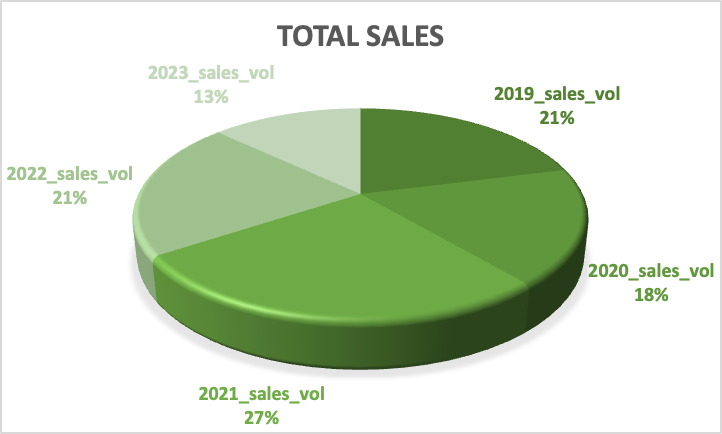 TOTAL SALES
2023_sales_vol
13%
2019_sales_vol
21%
2022_sales_vol
21%
2020_sales_vol
18%
2021_sales_vol
27%